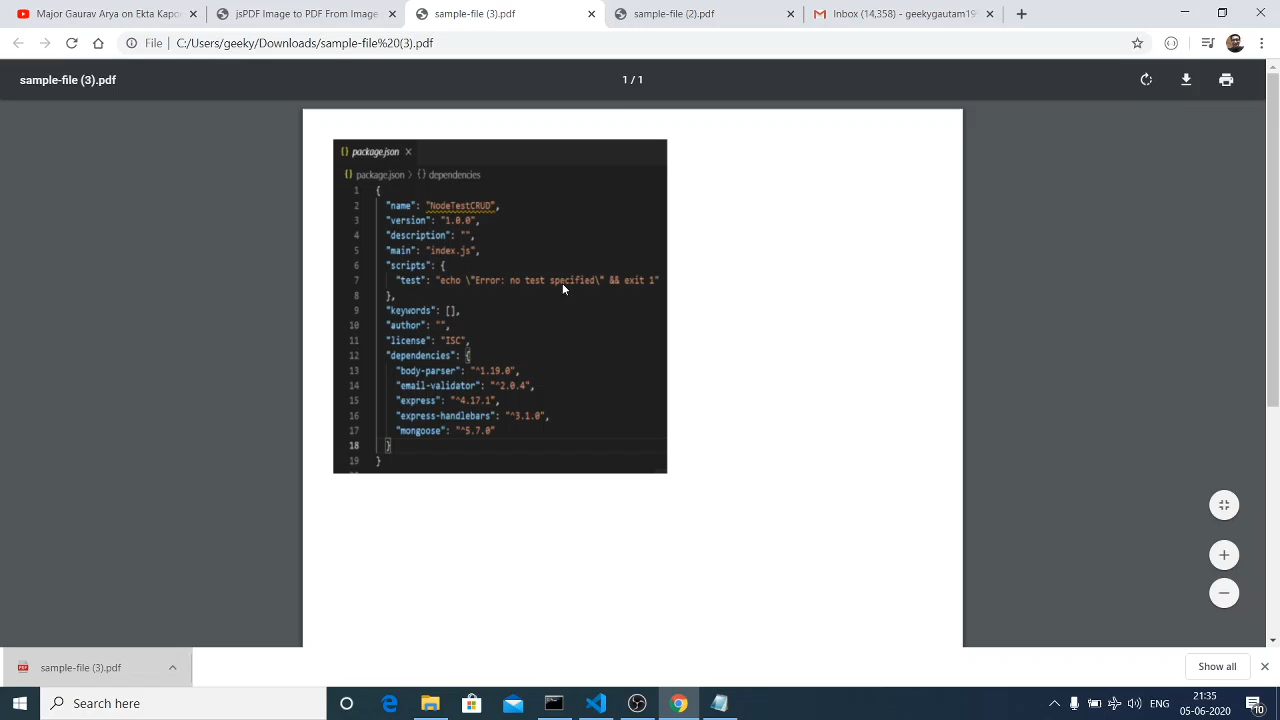 Major Gaurav Arya on Ekta Kapo
jsPDF Image to PDF From Image
sample-file (3).pdf
sample-file (2).pdf
Inbox (14,358) - geekygautam19
File
C:/Users/geeky/Downloads/sample-file%20(3).pdf
sample-file (3).pdf
1 / 1
{} package.json ×
{} package.json > {} dependencies
1 {
2 "name": "NodeTestCRUD",
3 "version": "1.0.0",
4 "description": "",
5 "main": "index.js",
6 "scripts": {
7 "test": "echo \"Error: no test specified\" && exit 1"
8 },
9 "keywords": [],
10 "author": "",
11 "license": "ISC",
12 "dependencies": {
13 "body-parser": "^1.19.0",
14 "email-validator": "^2.0.4",
15 "express": "^4.17.1",
16 "express-handlebars": "^3.1.0",
17 "mongoose": "^5.7.0"
18 }
19 }
sample-file (3).pdf
Show all
Search here
ENG
21:35
05-06-2020